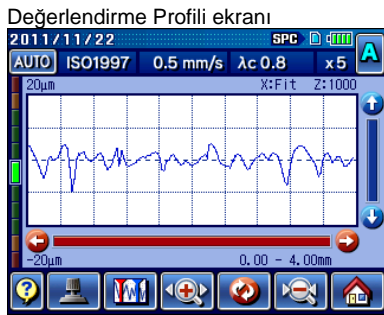 Değerlendirme Profili ekranı
2011/11/22 SPC
AUTO ISO1997 0.5 mm/s λc 0.8 x5 A
20μm X:Fit Z:1000
-20μm 0.00 - 4.00mm
?